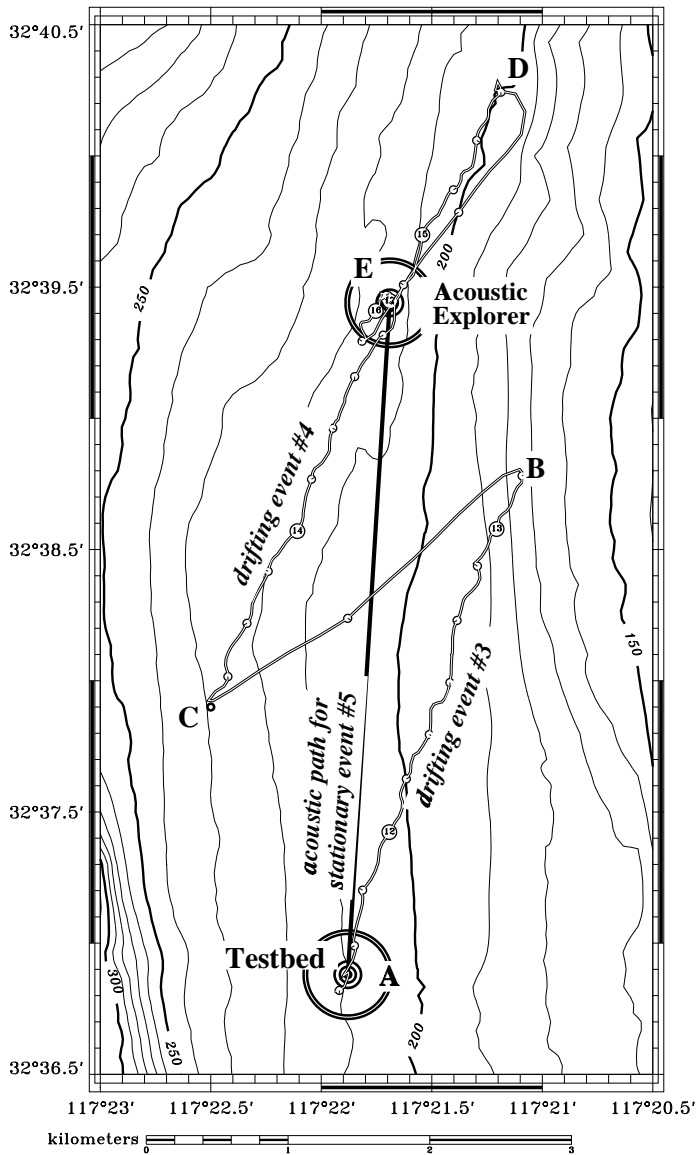 32°40.5'
D
15
200
32°39.5'
E
250
17
16
Acoustic
Explorer
drifting event #4
B
14
13
32°38.5'
150
C
acoustic path for
stationary event #5
drifting event #3
32°37.5'
12
Testbed
A
300
250
200
32°36.5'
117°23' 117°22.5' 117°22' 117°21.5' 117°21' 117°20.5'
kilometers
0 1 2 3